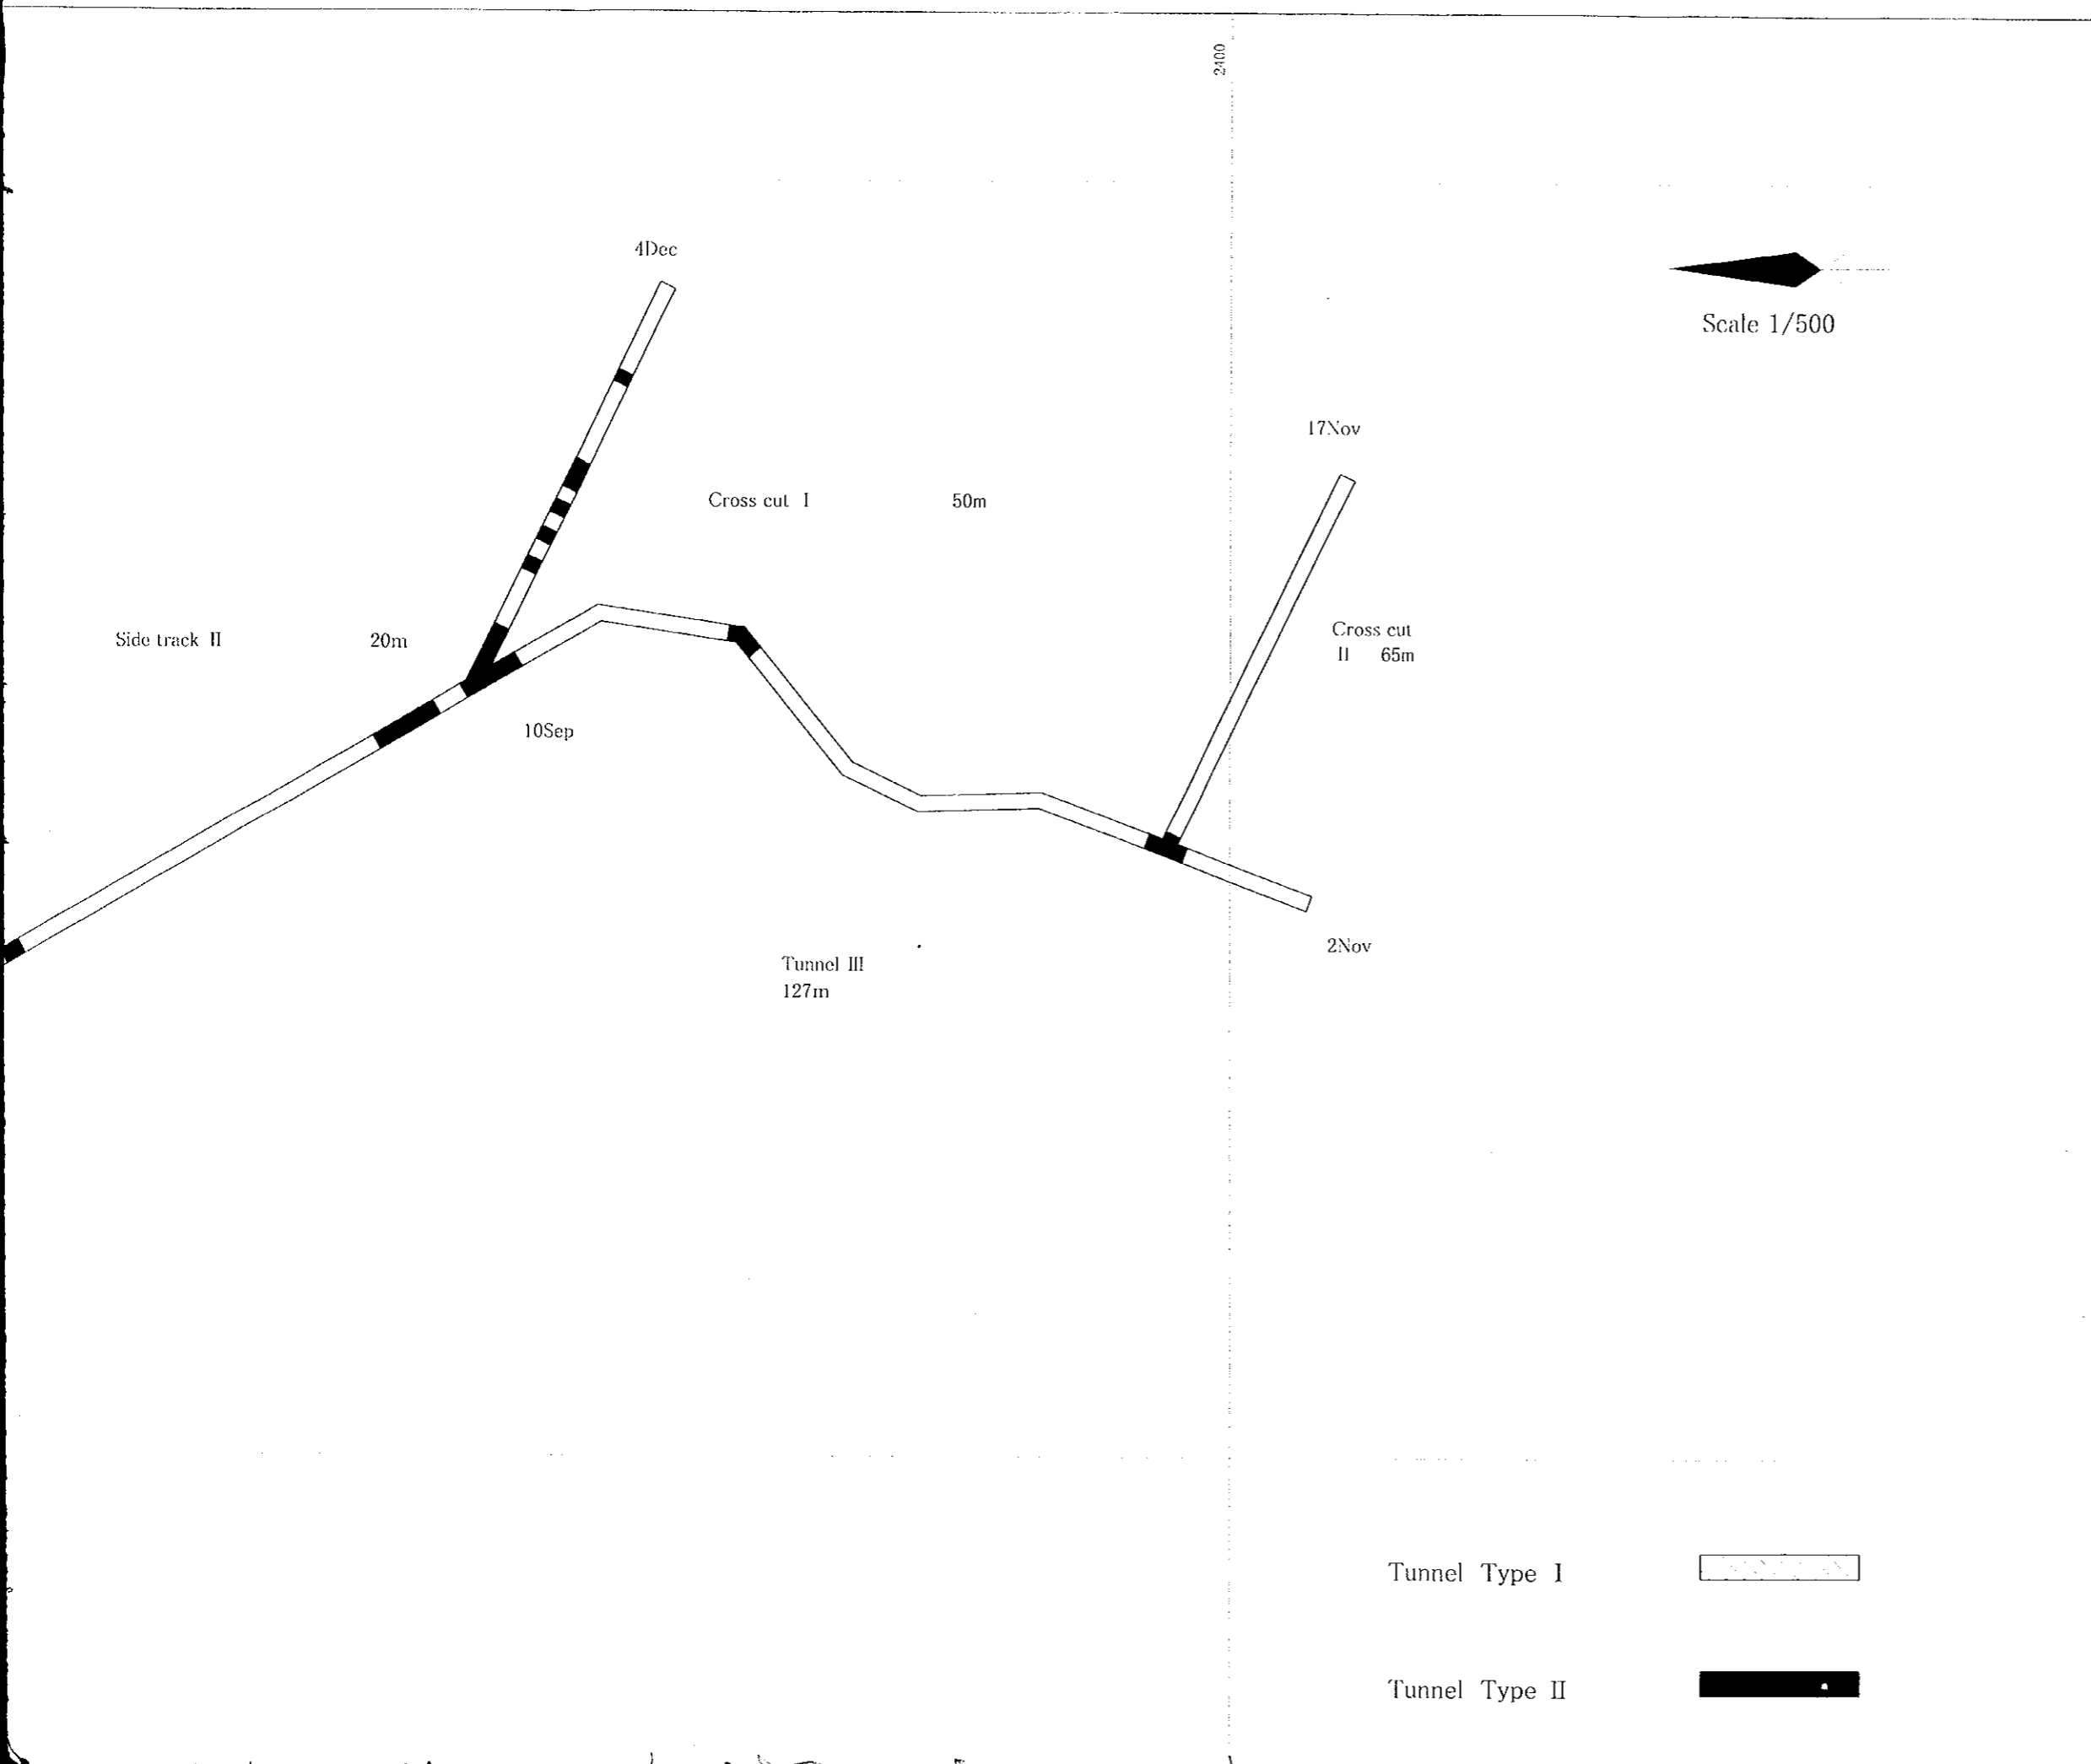 2400
4Dec
Scale 1/500
17Nov
Cross cut I 50m
Side track II 20m
Cross cut
II 65m
10Sep
2Nov
Tunnel III
127m
Tunnel Type I
Tunnel Type II